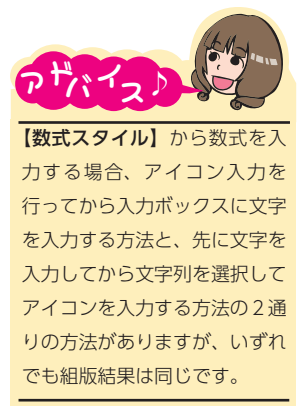 アドバイス♪
【数式スタイル】から数式を入
力する場合、アイコン入力を
行ってから入力ボックスに文字
を入力する方法と、先に文字を
入力してから文字列を選択して
アイコンを入力する方法の２通
りの方法がありますが、いずれ
でも組版結果は同じです。